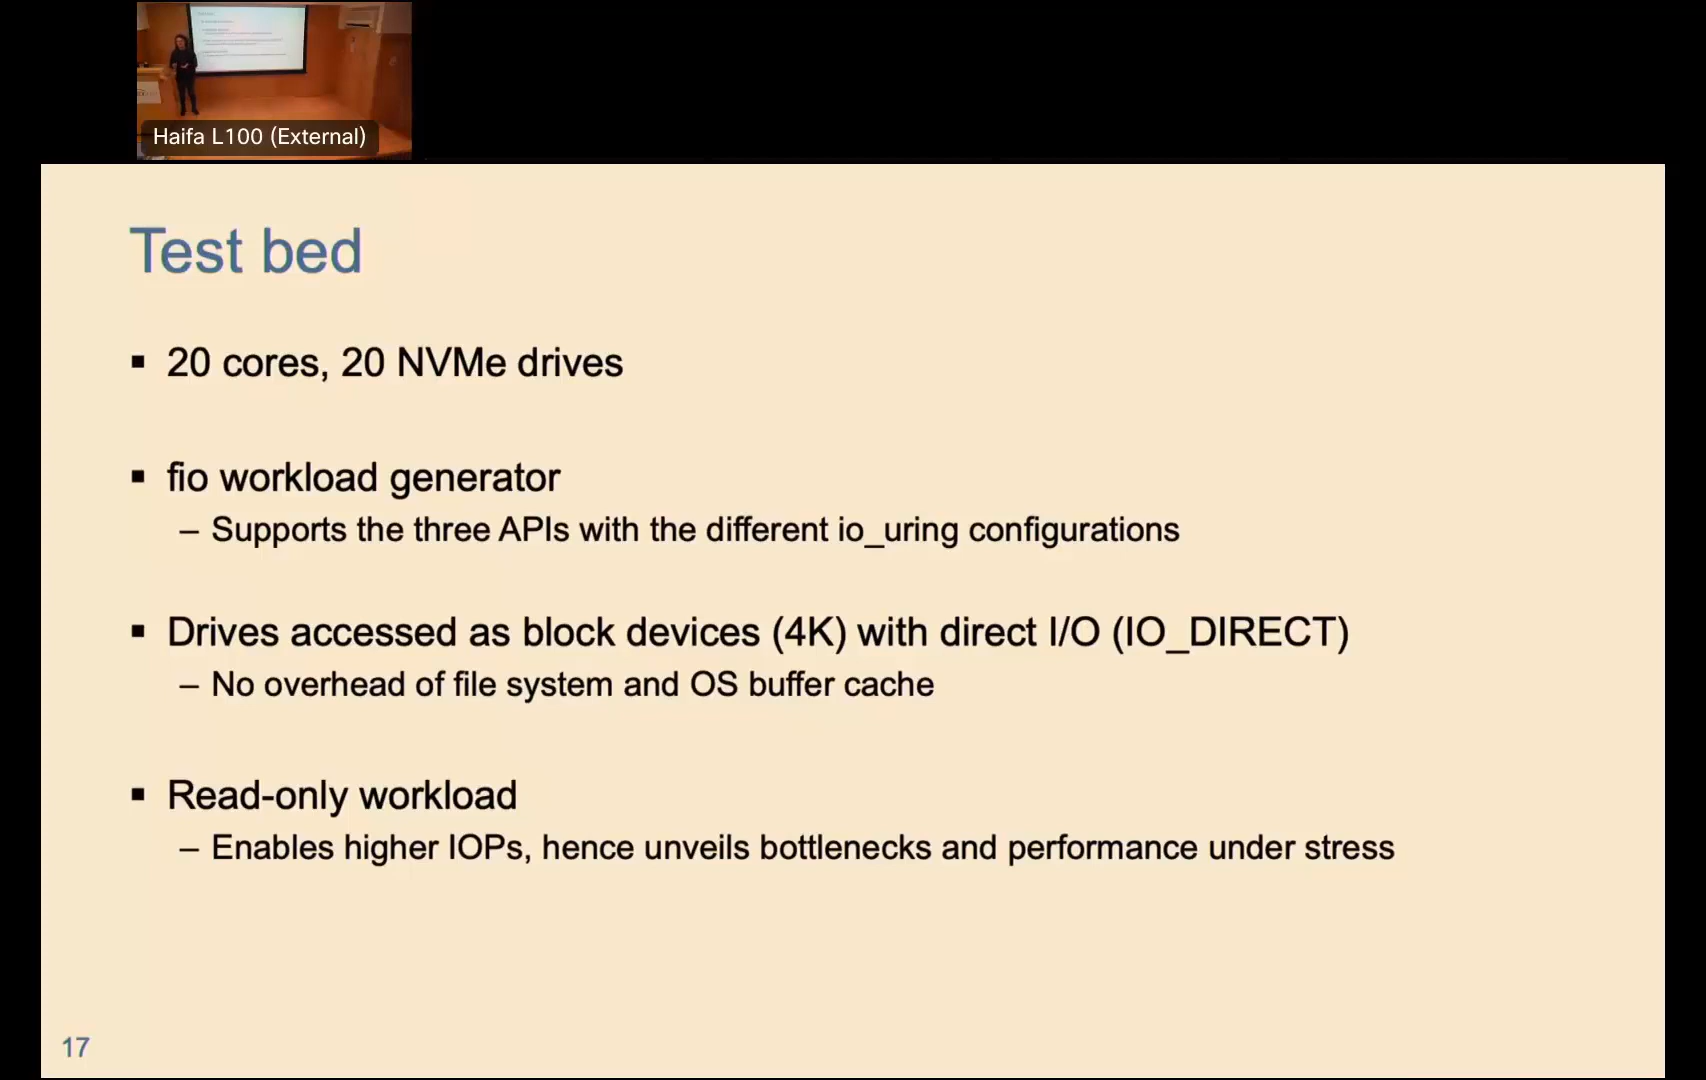 Haifa L100 (External)
Test bed
▪ 20 cores, 20 NVMe drives
▪ fio workload generator
– Supports the three APIs with the different io_uring configurations
▪ Drives accessed as block devices (4K) with direct I/O (IO_DIRECT)
– No overhead of file system and OS buffer cache
▪ Read-only workload
– Enables higher IOPs, hence unveils bottlenecks and performance under stress
17